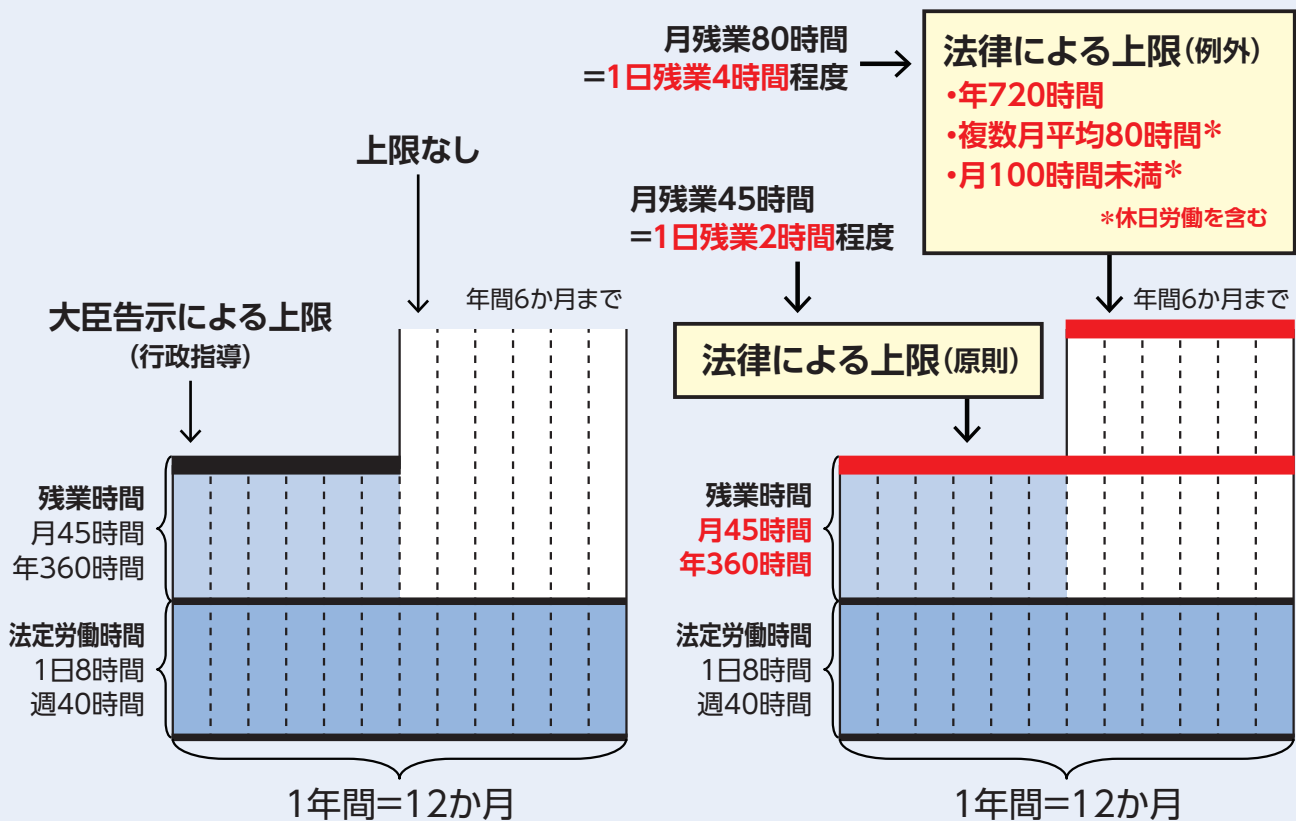 月残業80時間
=1日残業4時間程度
法律による上限(例外)
・年720時間
・複数月平均80時間*
・月100時間未満*
*休日労働を含む
上限なし
月残業45時間
=1日残業2時間程度
年間6か月まで
大臣告示による上限
(行政指導)
残業時間
月45時間
年360時間
法定労働時間
1日8時間
週40時間
1年間=12か月
年間6か月まで
法律による上限(原則)
残業時間
月45時間
年360時間
法定労働時間
1日8時間
週40時間
1年間=12か月